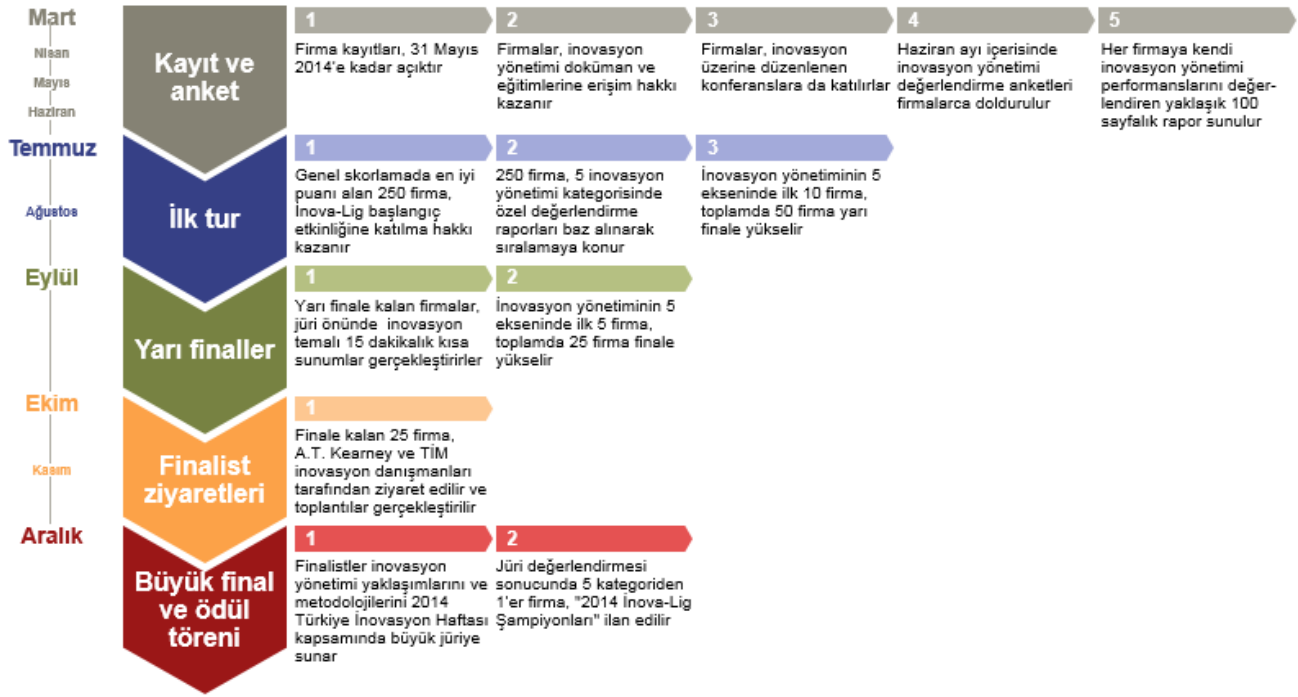 Mart
Nisan
Mayıs
Haziran
Kayıt ve
anket
1
Firma kayıtları, 31 Mayıs
2014'e kadar açıktır
2
Firmalar, inovasyon
yönetimi doküman ve
eğitimlerine erişim hakkı
kazanır
3
Firmalar, inovasyon
üzerine düzenlenen
konferanslara da katılırlar
4
Haziran ayı içerisinde
inovasyon yönetimi
değerlendirme anketleri
firmalarca doldurulur
5
Her firmaya kendi
inovasyon yönetimi
performanslarını değer-
lendiren yaklaşık 100
sayfalık rapor sunulur
Temmuz
Ağustos
İlk tur
1
Genel skorlamada en iyi
puanı alan 250 firma,
İnova-Lig başlangıç
etkinliğine katılma hakkı
kazanır
2
250 firma, 5 inovasyon
yönetimi kategorisinde
özel değerlendirme
raporları baz alınarak
sıralamaya konur
3
İnovasyon yönetiminin 5
ekseninde ilk 10 firma,
toplamda 50 firma yarı
finale yükselir
Eylül
Yarı finaller
1
Yarı finale kalan firmalar,
jüri önünde inovasyon
temalı 15 dakikalık kısa
sunumlar gerçekleştirirler
2
İnovasyon yönetiminin 5
ekseninde ilk 5 firma,
toplamda 25 firma finale
yükselir
Ekim
Kasım
Finalist
ziyaretleri
1
Finale kalan 25 firma,
A.T. Kearney ve TİM
inovasyon danışmanları
tarafından ziyaret edilir ve
toplantılar gerçekleştirilir
Aralık
Büyük final
ve ödül
töreni
1
Finalistler inovasyon
yönetimi yaklaşımlarını ve
metodolojilerini 2014
Türkiye İnovasyon Haftası
kapsamında büyük jüriye
sunar
2
Jüri değerlendirmesi
sonucunda 5 kategoriden
1'er firma, "2014 İnova-Lig
Şampiyonları" ilan edilir